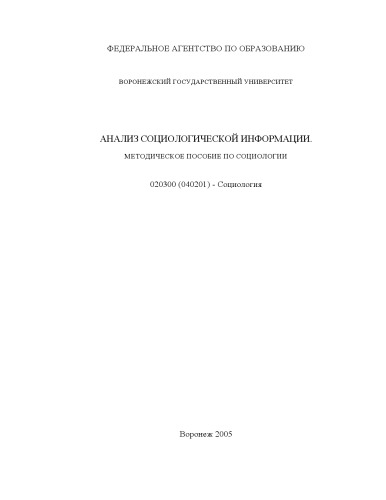 ФЕДЕРАЛЬНОЕ АГЕНТСТВО ПО ОБРАЗОВАНИЮ
ВОРОНЕЖСКИЙ ГОСУДАРСТВЕННЫЙ УНИВЕРСИТЕТ
АНАЛИЗ СОЦИОЛОГИЧЕСКОЙ ИНФОРМАЦИИ.
МЕТОДИЧЕСКОЕ ПОСОБИЕ ПО СОЦИОЛОГИИ
020300 (040201) - Социология
Воронеж 2005